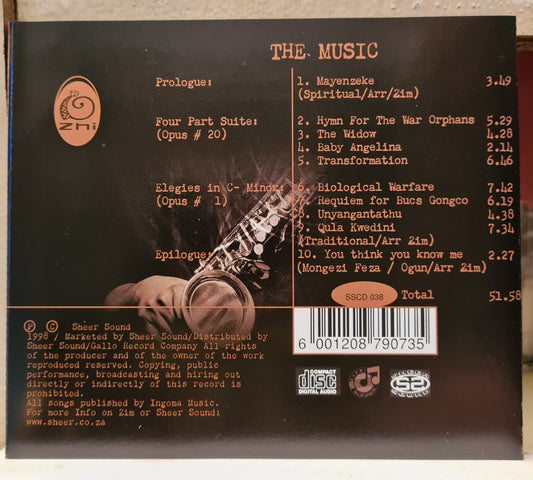 THE MUSIC
zhi
Prologue:
1. Mayenzeke 3.49
(Spiritual/Arr/Zim)
Four Part Suite:
(Opus # 20)
2. Hymn For The War Orphans 5.29
3. The Widow 4.28
4. Baby Angelina 2.14
5. Transformation 6.46
Elegies in C- Minor:
(Opus # 1)
6. Biological Warfare 7.42
7. Requiem for Bucs Gongco 6.19
8. Unyangantathu 4.38
9. Qula Kwedini 7.34
(Traditional/Arr Zim)
Epilogue:
10. You think you know me 2.27
(Mongezi Feza / Ogun/Arr Zim)
SSCD 038 Total 51.58
6 001208 790735
COMPACT
disc
DIGITAL AUDIO
Ⓟ © Sheer Sound
1998 / Marketed by Sheer Sound/Distributed by
Sheer Sound/Gallo Record Company All rights
of the producer and of the owner of the work
reproduced reserved. Copying, public
performance, broadcasting and hiring out
directly or indirectly of this record is
prohibited.
All songs published by Ingoma Music.
For more Info on Zim or Sheer Sound:
www.sheer.co.za